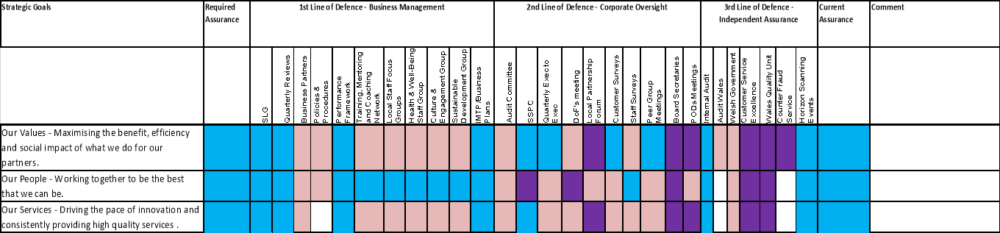 Strategic Goals
Required
Assurance
1st Line of Defence - Business Management
2nd Line of Defence - Corporate Oversight
3rd Line of Defence -
Independent Assurance
Current
Assurance
Comment
SLG
Quarterly Reviews
Business Partners
Policies &
Procedures
Performance
Framework
Training, Mentoring
and Coaching
Network
Local Staff Focus
Groups
Health & Well-Being
Staff Group
Culture &
Engagement Group
Sustainable
Development Group
IMTP /Business
Plans
Audit Committee
SSPC
Quarterly Exec to
Exec
DoF's meeting
Local Partnership
Forum
Customer Surveys
Staff Surveys
Peer Group
Meetings
Board Secretaries
PODs Meetings
Internal Audit
Audit Wales
Welsh Government
Customer Service
Excellence
Wales Quality Unit
Counter Fraud
Service
Horizon Scanning
Events
Our Values - Maximising the benefit, efficiency
and social impact of what we do for our
partners.
Our People - Working together to be the best
that we can be.
Our Services - Driving the pace of innovation and
consistently providing high quality services .